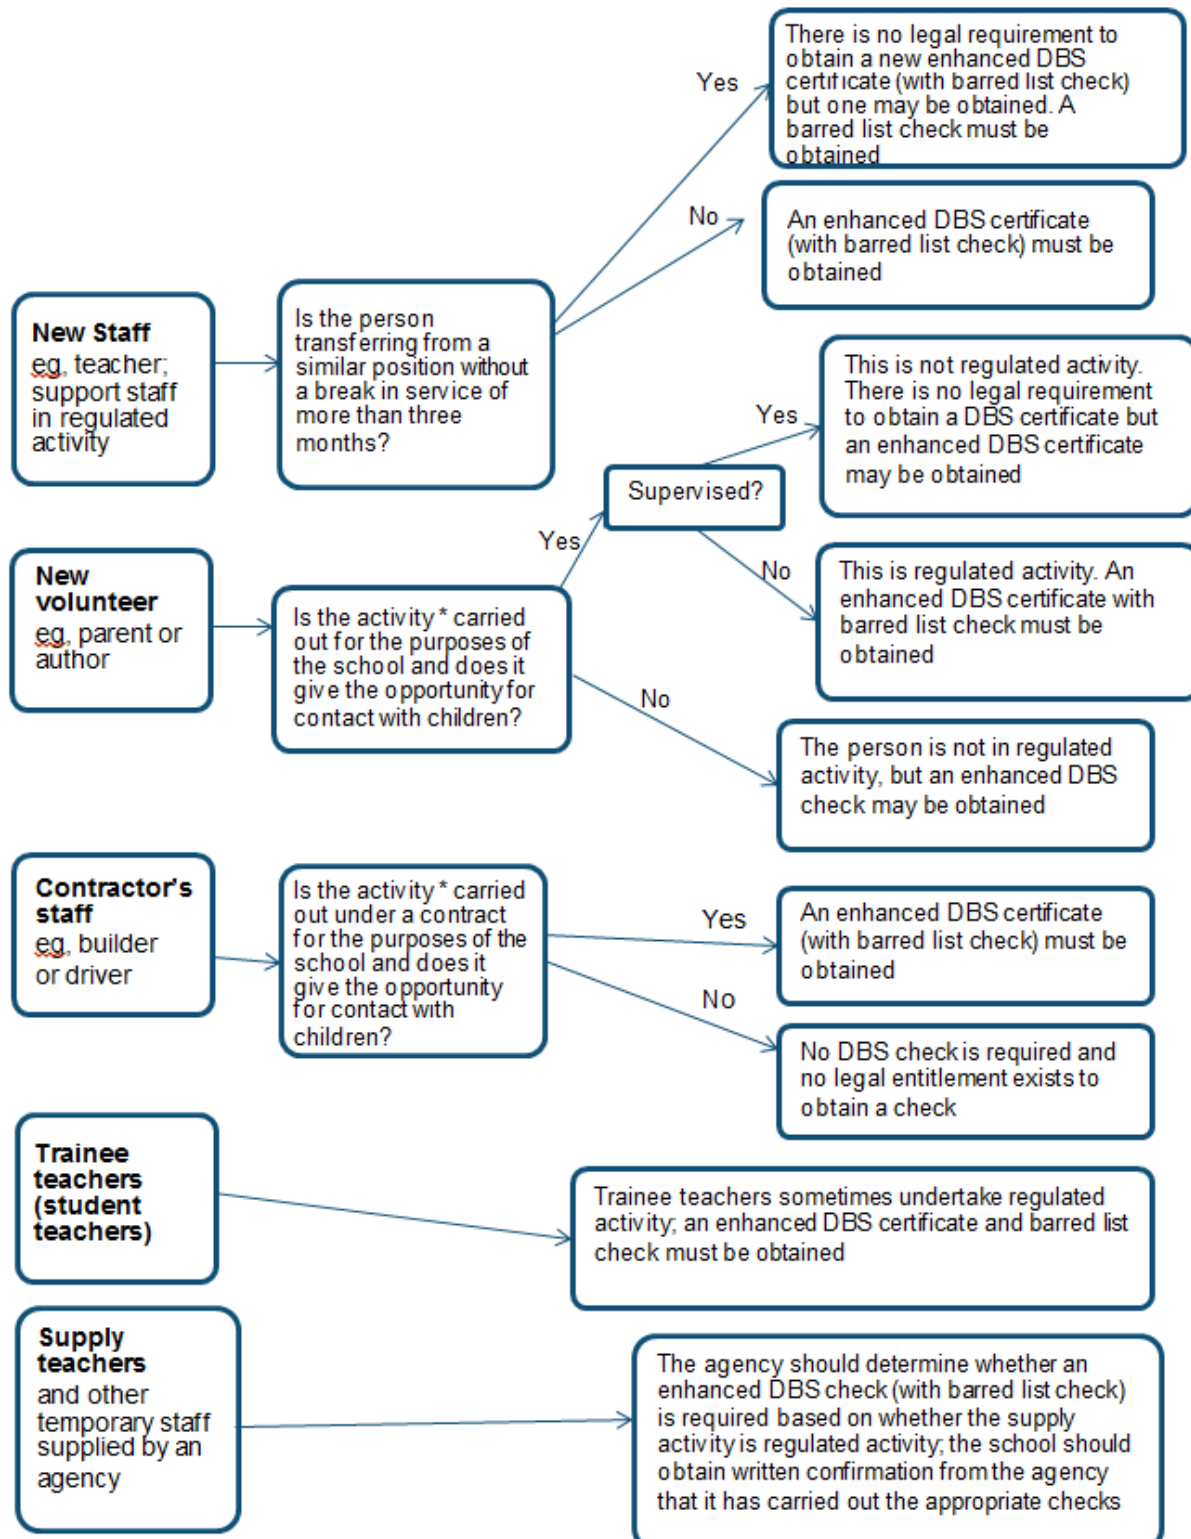 There is no legal requirement to
obtain a new enhanced DBS
certificate (with barred list check)
but one may be obtained. A
barred list check must be
obtained
Yes
No
An enhanced DBS certificate
(with barred list check) must be
obtained
New Staff
eg, teacher;
support staff
in regulated
activity
Is the person
transferring from a
similar position without
a break in service of
more than three
months?
This is not regulated activity.
There is no legal requirement
to obtain a DBS certificate but
an enhanced DBS certificate
may be obtained
Yes
Supervised?
Yes
No
This is regulated activity. An
enhanced DBS certificate with
barred list check must be
obtained
New
volunteer
eg, parent or
author
Is the activity * carried
out for the purposes of
the school and does it
give the opportunity for
contact with children?
No
The person is not in regulated
activity, but an enhanced DBS
check may be obtained
Contractor's
staff
eg, builder
or driver
Is the activity * carried
out under a contract
for the purposes of the
school and does it
give the opportunity
for contact with
children?
Yes
An enhanced DBS certificate
(with barred list check) must be
obtained
No
No DBS check is required and
no legal entitlement exists to
obtain a check
Trainee
teachers
(student
teachers)
Trainee teachers sometimes undertake regulated
activity; an enhanced DBS certificate and barred list
check must be obtained
Supply
teachers
and other
temporary staff
supplied by an
agency
The agency should determine whether an
enhanced DBS check (with barred list check)
is required based on whether the supply
activity is regulated activity; the school should
obtain written confirmation from the agency
that it has carried out the appropriate checks